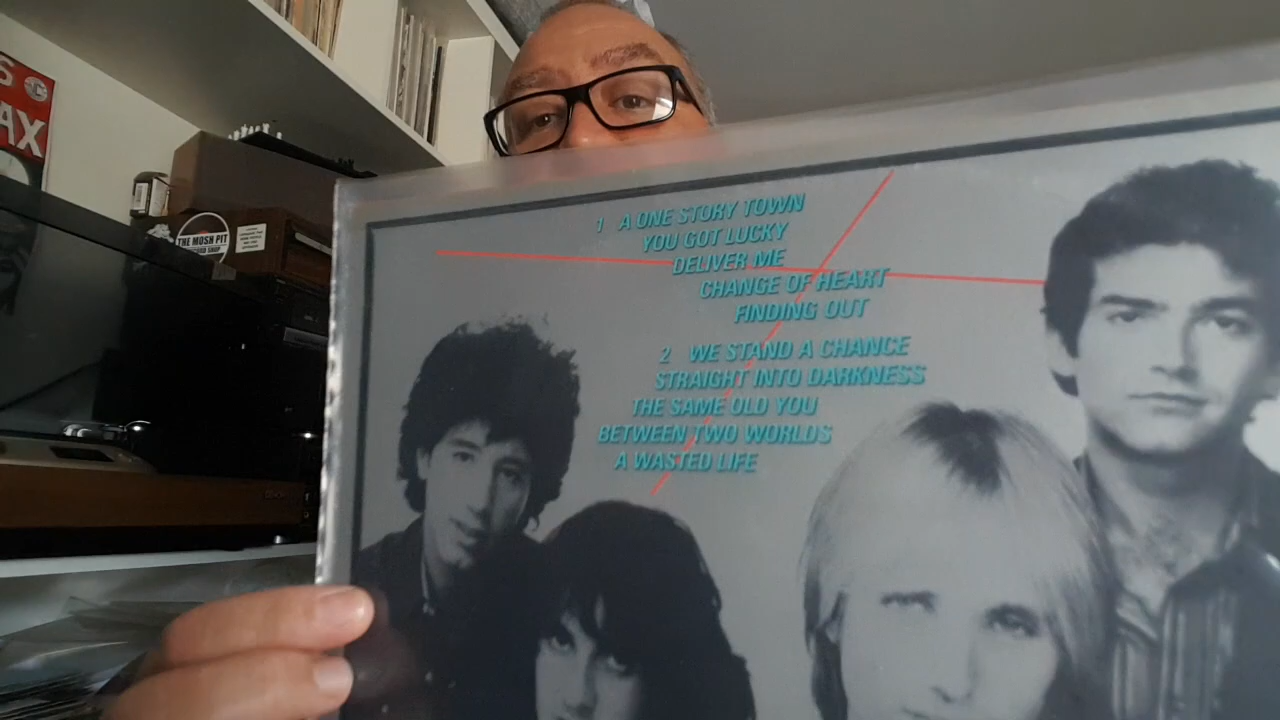 S
AX
THE MOSH PIT
1 A ONE STORY TOWN
YOU GOT LUCKY
DELIVER ME
CHANGE OF HEART
FINDING OUT
2 WE STAND A CHANCE
STRAIGHT INTO DARKNESS
THE SAME OLD YOU
BETWEEN TWO WORLDS
A WASTED LIFE